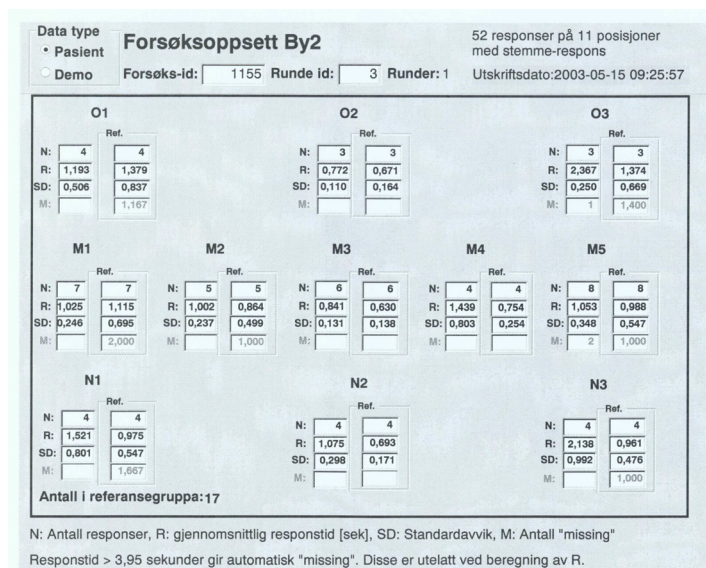 Data type
Pasient
Demo
Forsøksoppsett By2
52 responser på 11 posisjoner
med stemme-respons
Forsøks-id: 1155 Runde id: 3 Runder: 1
Utskriftsdato:2003-05-15 09:25:57
O1 O2 O3
Ref. Ref. Ref.
N: 4 4 N: 3 3 N: 3 3
R: 1,193 1,379 R: 0,772 0,671 R: 2,367 1,374
SD: 0,506 0,837 SD: 0,110 0,164 SD: 0,250 0,669
M: 1,167 M: M: 1 1,400
M1 M2 M3 M4 M5
Ref. Ref. Ref. Ref. Ref.
N: 7 7 N: 5 5 N: 6 6 N: 4 4 N: 8 8
R: 1,025 1,115 R: 1,002 0,864 R: 0,841 0,630 R: 1,439 0,754 R: 1,053 0,988
SD: 0,246 0,695 SD: 0,237 0,499 SD: 0,131 0,138 SD: 0,803 0,254 SD: 0,348 0,547
M: 2,000 M: 1,000 M: M: M: 2 1,000
N1 N2 N3
Ref. Ref. Ref.
N: 4 4 N: 4 4 N: 4 4
R: 1,521 0,975 R: 1,075 0,693 R: 2,138 0,961
SD: 0,801 0,547 SD: 0,298 0,171 SD: 0,992 0,476
M: 1,667 M: M: 1,000
Antall i referansegruppa:17
N: Antall responser, R: gjennomsnittlig responstid [sek], SD: Standardavvik, M: Antall "missing"
Responstid > 3,95 sekunder gir automatisk "missing". Disse er utelatt ved beregning av R.